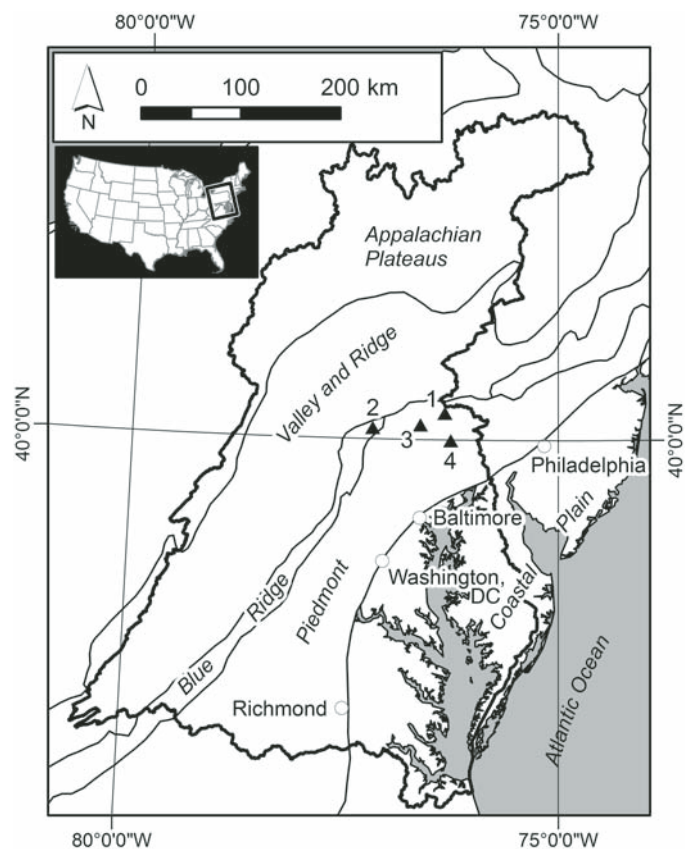 80°0'0"W 75°0'0"W
0 100 200 km
N
Appalachian
Plateaus
Valley and Ridge
40°0'0"N
1
2
3
4
40°0'0"N
Philadelphia
Plain
Baltimore
Washington,
DC
Coastal
Piedmont
Ridge
Blue
Richmond
Atlantic Ocean
80°0'0"W 75°0'0"W